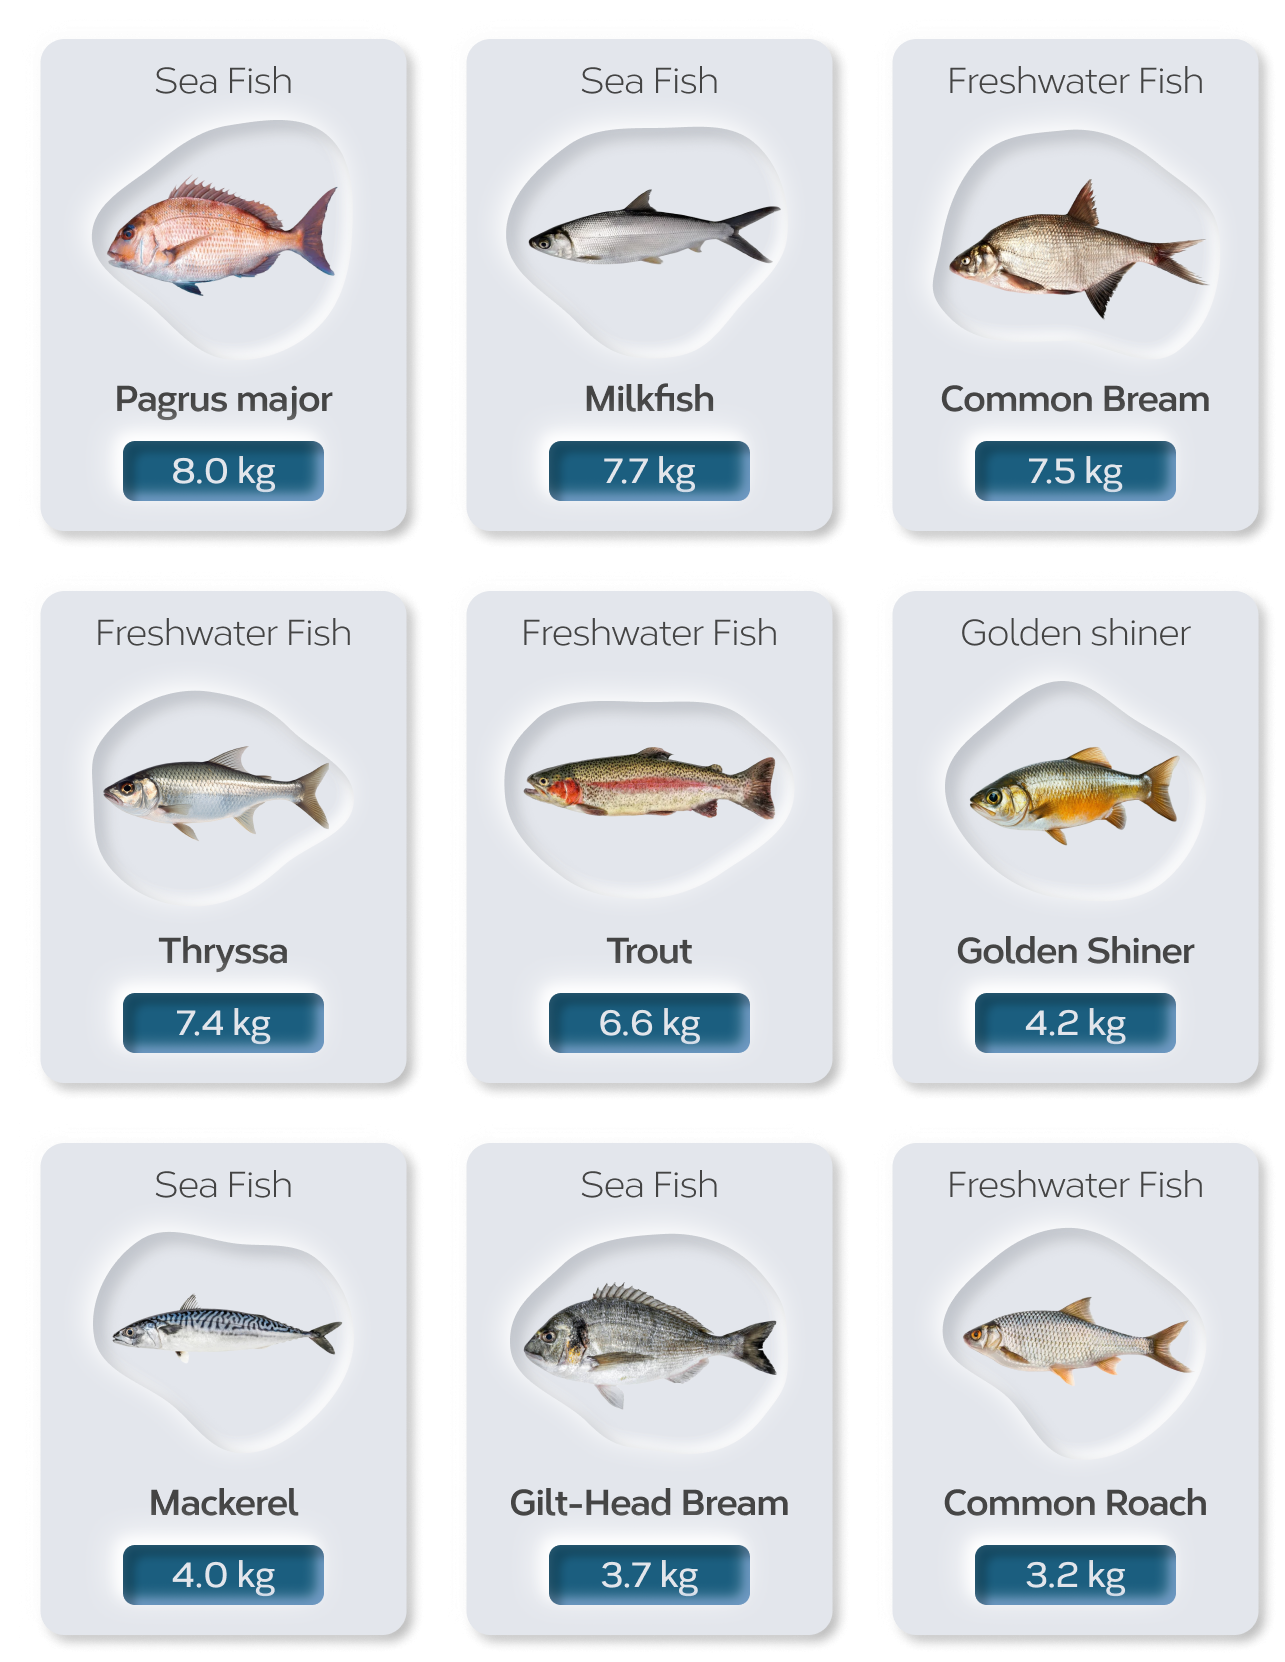 Sea Fish
Pagrus major
8.0 kg
Sea Fish
Milkfish
7.7 kg
Freshwater Fish
Common Bream
7.5 kg
Freshwater Fish
Thryssa
7.4 kg
Freshwater Fish
Trout
6.6 kg
Golden shiner
Golden Shiner
4.2 kg
Sea Fish
Mackerel
4.0 kg
Sea Fish
Gilt-Head Bream
3.7 kg
Freshwater Fish
Common Roach
3.2 kg